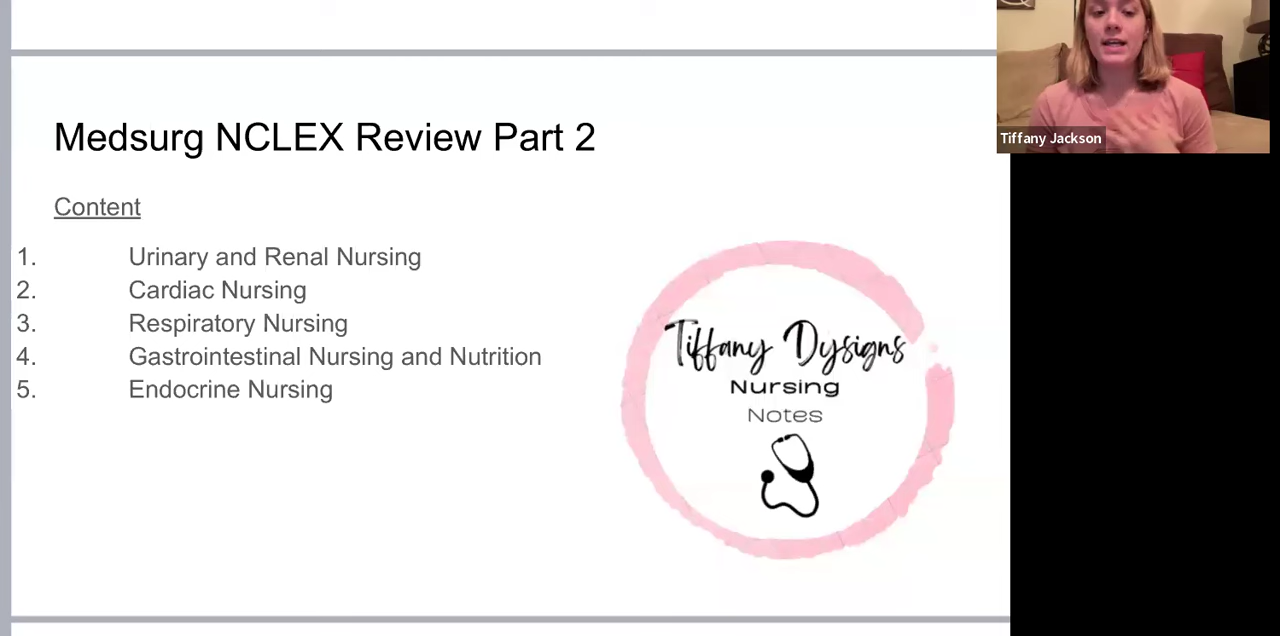 Medsurg NCLEX Review Part 2
Content
1. Urinary and Renal Nursing
2. Cardiac Nursing
3. Respiratory Nursing
4. Gastrointestinal Nursing and Nutrition
5. Endocrine Nursing
Tiffany Dysigns
Nursing
Notes
Tiffany Jackson